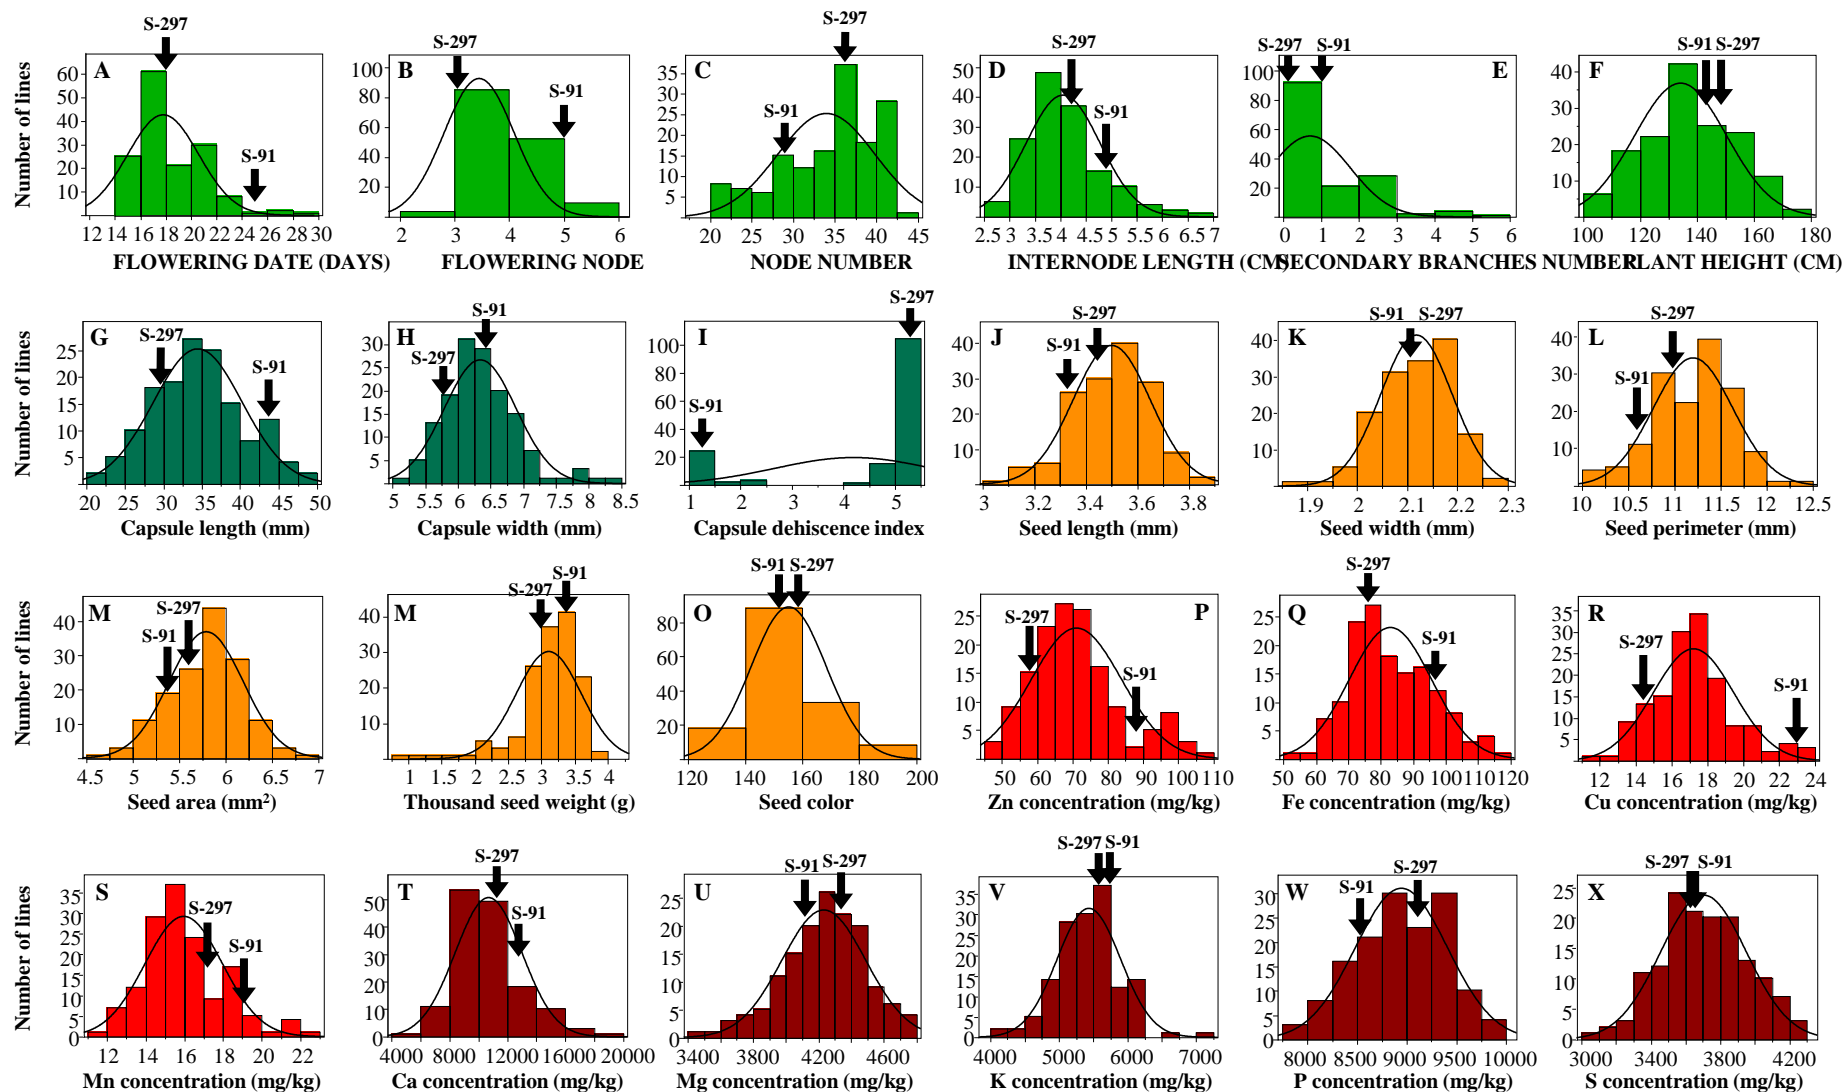 S-297
S-297
S-297 S-91 S-297 S-297 S-91 S-91 S-297
A B C D E F
S-91 S-91 S-91 S-91
Number of lines
60 50 40 30 20 10
100 80 60 40 20
35 30 25 20 15 10 5
50 40 30 20 10
100 80 60 40 20
40 30 20 10
12 14 16 18 20 22 24 26 28 30
2 3 4 5 6
20 25 30 35 40 45
2.5 3 3.5 4 4.5 5 5.5 6 6.5 7
0 1 2 3 4 5 6
100 120 140 160 180
FLOWERING DATE (DAYS)
FLOWERING NODE
NODE NUMBER
INTERNODE LENGTH (CM)
SECONDARY BRANCHES NUMBER
PLANT HEIGHT (CM)
S-297 S-91 S-297 S-297 S-91 S-297 S-297
G H I J K L
S-297 S-91 S-91 S-91 S-91
Number of lines
25 20 15 10 5
30 25 20 15 10 5
100 80 60 40 20
40 30 20 10
40 30 20 10
40 30 20 10
20 25 30 35 40 45 50
5 5.5 6 6.5 7 7.5 8 8.5
1 2 3 4 5
3 3.2 3.4 3.6 3.8
1.9 2 2.1 2.2 2.3
10 10.5 11 11.5 12 12.5
Capsule length (mm)
Capsule width (mm)
Capsule dehiscence index
Seed length (mm)
Seed width (mm)
Seed perimeter (mm)
S-91 S-91 S-297 S-297
M M O P Q R
S-297 S-297 S-297 S-297
S-91 S-91 S-91 S-91
Number of lines
40 30 20 10
40 30 20 10
80 60 40 20
25 20 15 10 5
25 20 15 10 5
35 30 25 20 15 10 5
4.5 5 5.5 6 6.5 7
1 1.5 2 2.5 3 3.5 4
120 140 160 180 200
50 60 70 80 90 100 110
50 60 70 80 90 100 110 120
12 14 16 18 20 22 24
Seed area (mm²)
Thousand seed weight (g)
Seed color
Zn concentration (mg/kg)
Fe concentration (mg/kg)
Cu concentration (mg/kg)
S-297 S-91 S-297 S-297 S-91 S-297 S-297 S-91
S T U V W X
S-297 S-91 S-91 S-91
Number of lines
35 30 25 20 15 10 5 0
50 40 30 20 10 0
25 20 15 10 5 0
35 30 25 20 15 10 5 0
30 25 20 15 10 5 0
25 20 15 10 5 0
12 14 16 18 20 22
4000 8000 12000 20000
3400 3800 4200 4600
4000 5000 6000 7000
8000 8500 9000 9500 10000
3000 3400 3800 4200
Mn concentration (mg/kg)
Ca concentration (mg/kg)
Mg concentration (mg/kg)
K concentration (mg/kg)
P concentration (mg/kg)
S concentration (mg/kg)